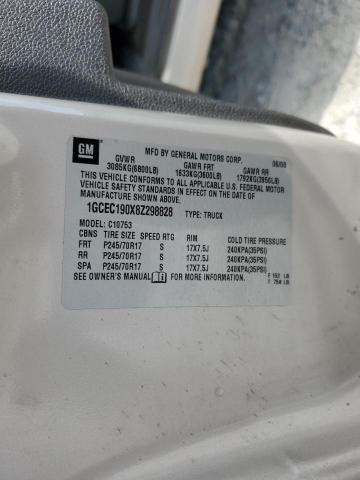 GM
MFD BY GENERAL MOTORS CORP. 06/08
GVWR GAWR FRT GAWR RR
3085KG(6800LB) 1633KG(3600LB) 1792KG(3950LB)
THIS VEHICLE CONFORMS TO ALL APPLICABLE U.S. FEDERAL MOTOR
VEHICLE SAFETY STANDARDS IN EFFECT ON THE DATE OF
MANUFACTURE SHOWN ABOVE.
1GCEC190X8Z298828 TYPE: TRUCK
MODEL: C10753
CBNS TIRE SIZE SPEED RTG RIM COLD TIRE PRESSURE
FRT P245/70R17 S 17X7.5J 240KPA(35PSI)
RR P245/70R17 S 17X7.5J 240KPA(35PSI)
SPA P245/70R17 S 17X7.5J 240KPA(35PSI)
SEE OWNER'S MANUAL FOR MORE INFORMATION.